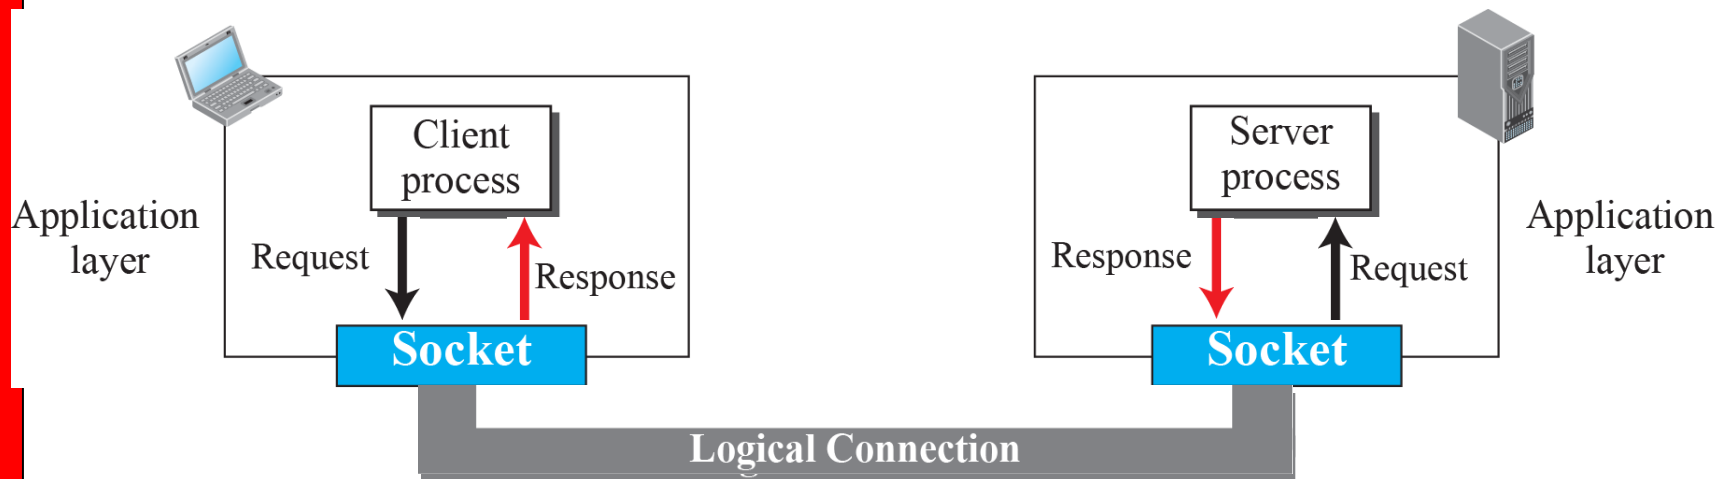 Client
process
Server
process
Application
layer
Request
Response
Response
Request
Application
layer
Socket
Socket
Logical Connection